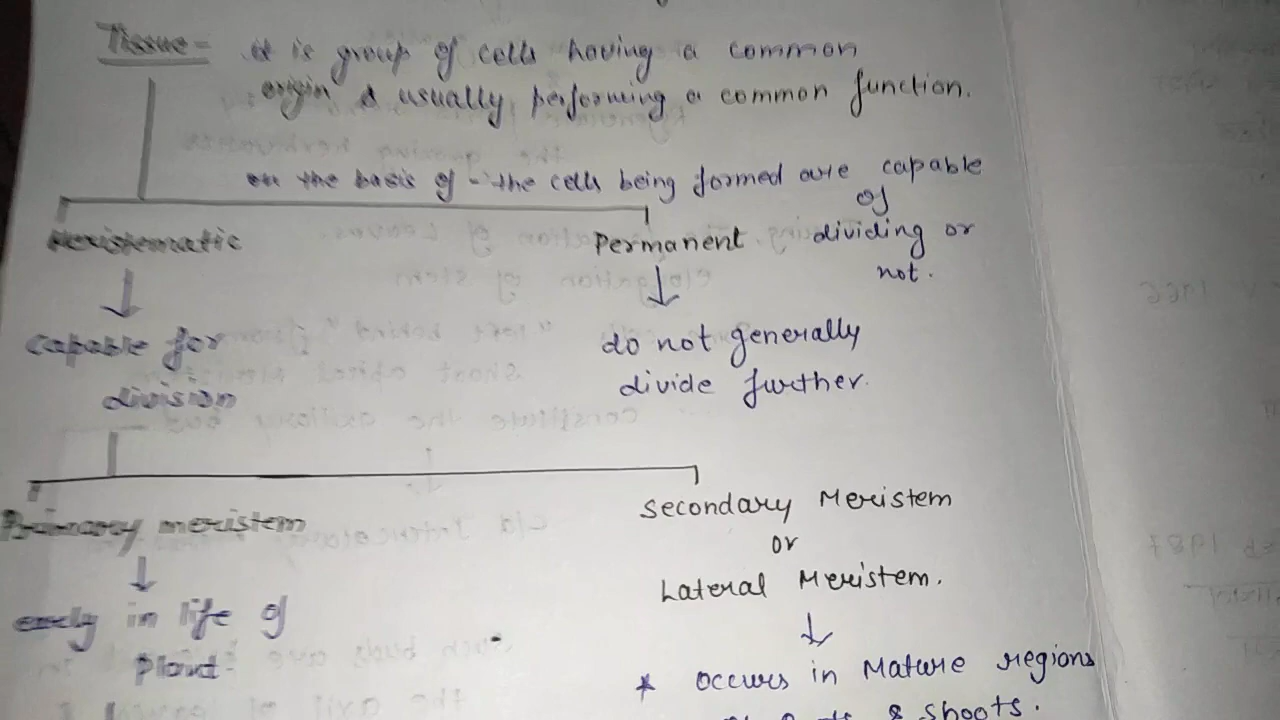 Tissue = it is group of cells having a common
origin & usually performing a common function.
on the basis of - the cells being formed are capable
of
Meristematic
Permanent dividing or
not.
capable for
division
do not generally
divide further.
Primary meristem
Secondary Meristem
or
Lateral Meristem.
early in life of
plant
* occurs in Mature regions
& shoots.